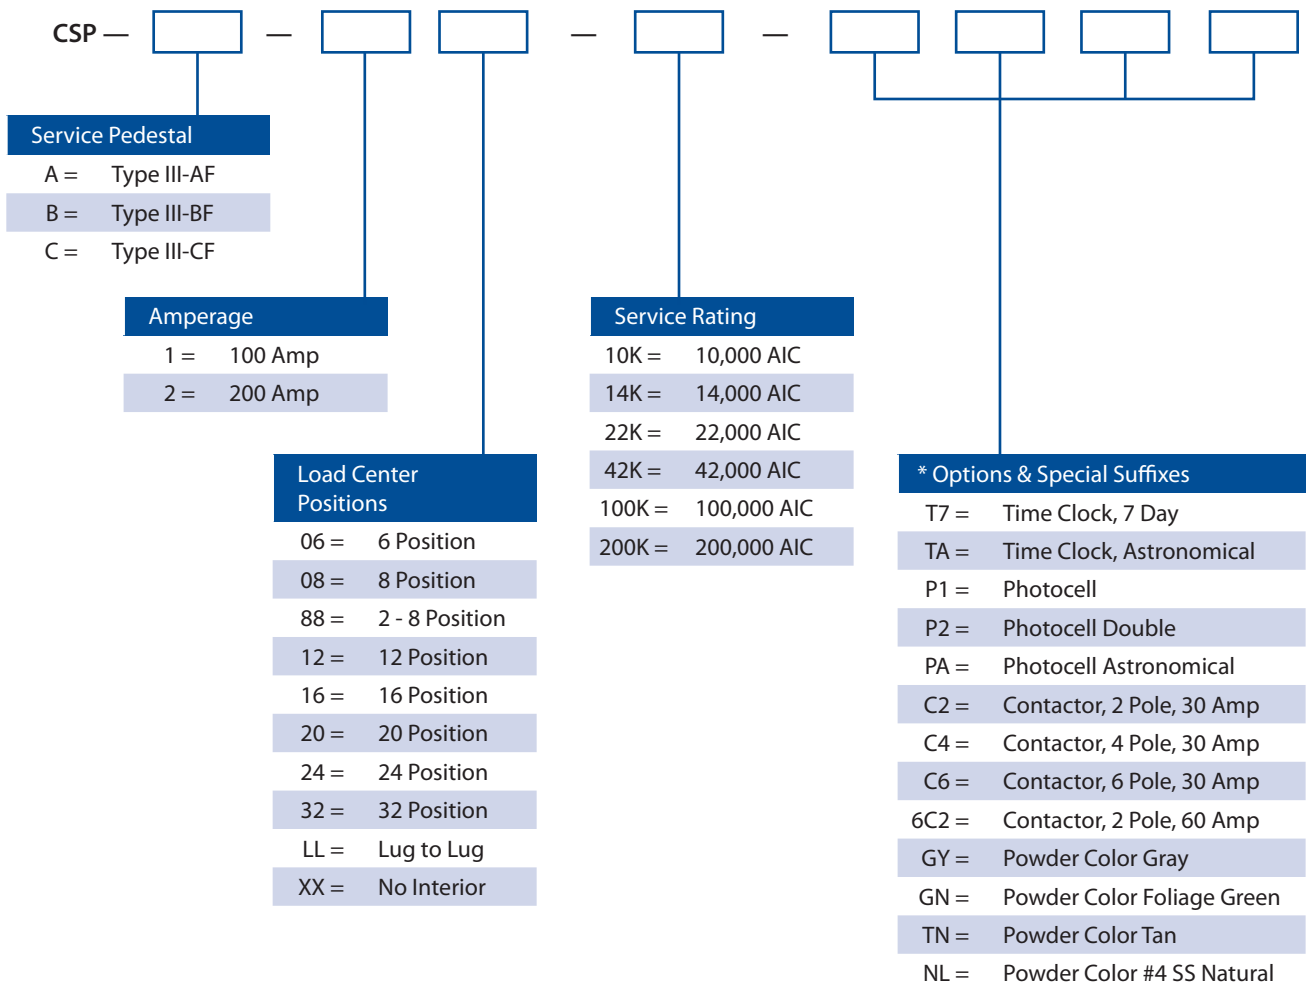 CSP — — — —
Service Pedestal
A = Type III-AF
B = Type III-BF
C = Type III-CF
Amperage
1 = 100 Amp
2 = 200 Amp
Load Center
Positions
06 = 6 Position
08 = 8 Position
88 = 2 - 8 Position
12 = 12 Position
16 = 16 Position
20 = 20 Position
24 = 24 Position
32 = 32 Position
LL = Lug to Lug
XX = No Interior
Service Rating
10K = 10,000 AIC
14K = 14,000 AIC
22K = 22,000 AIC
42K = 42,000 AIC
100K = 100,000 AIC
200K = 200,000 AIC
* Options & Special Suffixes
T7 = Time Clock, 7 Day
TA = Time Clock, Astronomical
P1 = Photocell
P2 = Photocell Double
PA = Photocell Astronomical
C2 = Contactor, 2 Pole, 30 Amp
C4 = Contactor, 4 Pole, 30 Amp
C6 = Contactor, 6 Pole, 30 Amp
6C2 = Contactor, 2 Pole, 60 Amp
GY = Powder Color Gray
GN = Powder Color Foliage Green
TN = Powder Color Tan
NL = Powder Color #4 SS Natural